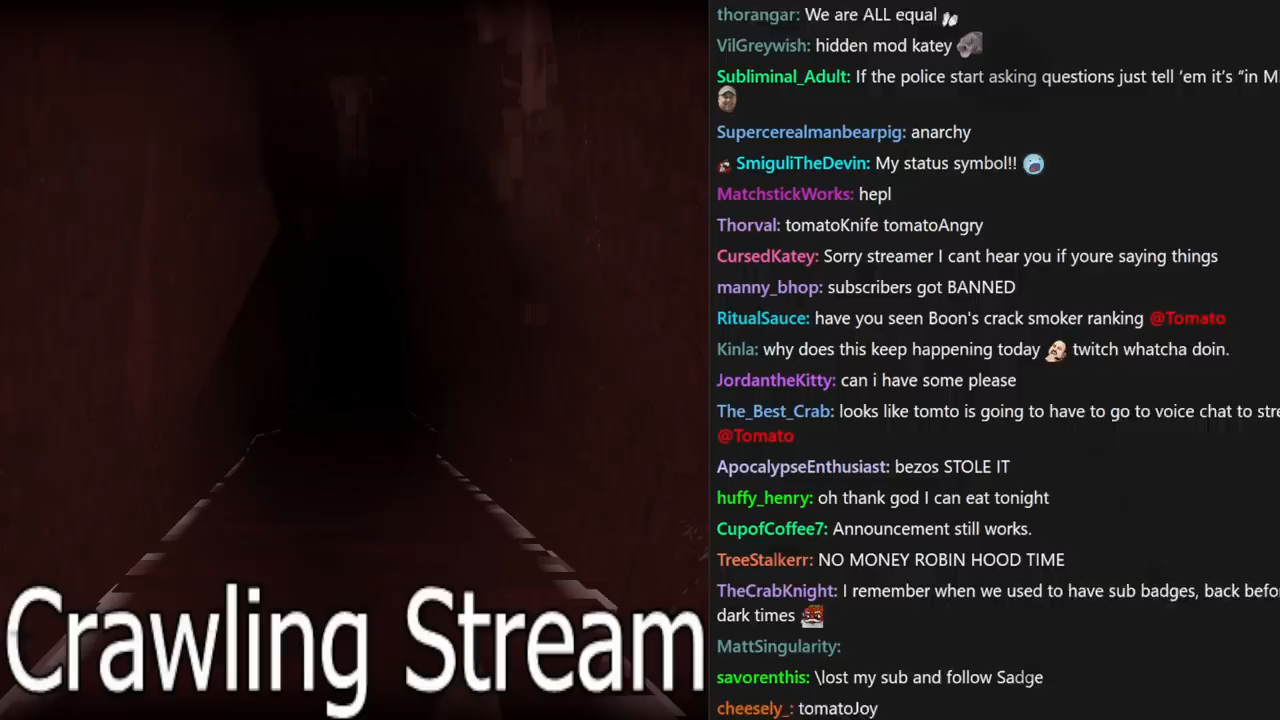 thorangar: We are ALL equal
VilGreywish: hidden mod katey
Subliminal_Adult: If the police start asking questions just tell ‘em it’s “in M
Supercerealmanbearpig: anarchy
SmiguliTheDevin: My status symbol!!
MatchstickWorks: hepl
Thorval: tomatoKnife tomatoAngry
CursedKatey: Sorry streamer I cant hear you if youre saying things
manny_bhop: subscribers got BANNED
RitualSauce: have you seen Boon's crack smoker ranking @Tomato
Kinla: why does this keep happening today twitch whatcha doin.
JordantheKitty: can i have some please
The_Best_Crab: looks like tomto is going to have to go to voice chat to stre
@Tomato
ApocalypseEnthusiast: bezos STOLE IT
huffy_henry: oh thank god I can eat tonight
CupofCoffee7: Announcement still works.
TreeStalkerr: NO MONEY ROBIN HOOD TIME
TheCrabKnight: I remember when we used to have sub badges, back befo
dark times
MattSingularity:
savorenthis: \lost my sub and follow Sadge
cheesely_: tomatoJoy
Crawling Stream